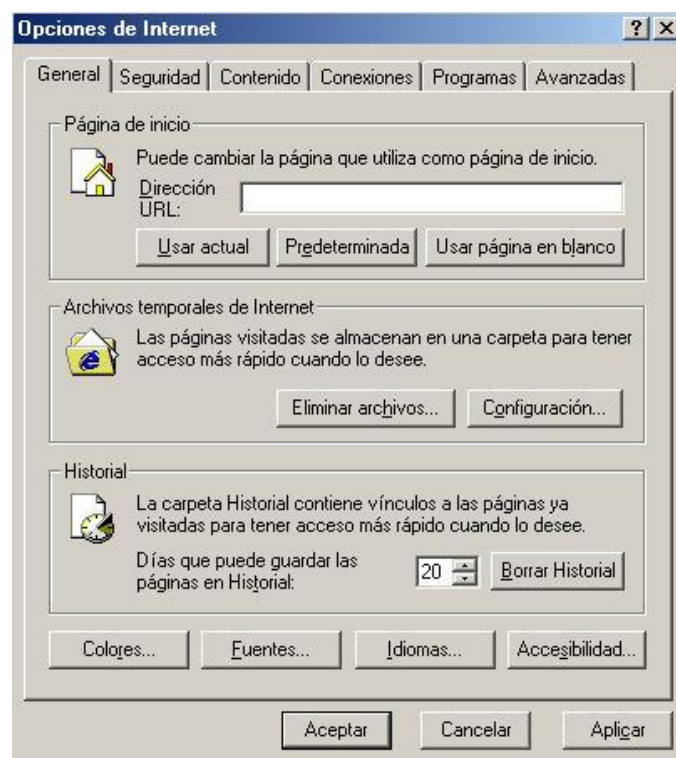 Opciones de Internet
General Seguridad Contenido Conexiones Programas Avanzadas
Página de inicio
Puede cambiar la página que utiliza como página de inicio.
Dirección
URL:
Usar actual Predeterminada Usar página en blanco
Archivos temporales de Internet
Las páginas visitadas se almacenan en una carpeta para tener
acceso más rápido cuando lo desee.
Eliminar archivos... Configuración...
Historial
La carpeta Historial contiene vínculos a las páginas ya
visitadas para tener acceso más rápido cuando lo desee.
Días que puede guardar las
páginas en Historial:
20 Borrar Historial
Colores... Fuentes... Idiomas... Accesibilidad...
Aceptar Cancelar Aplicar